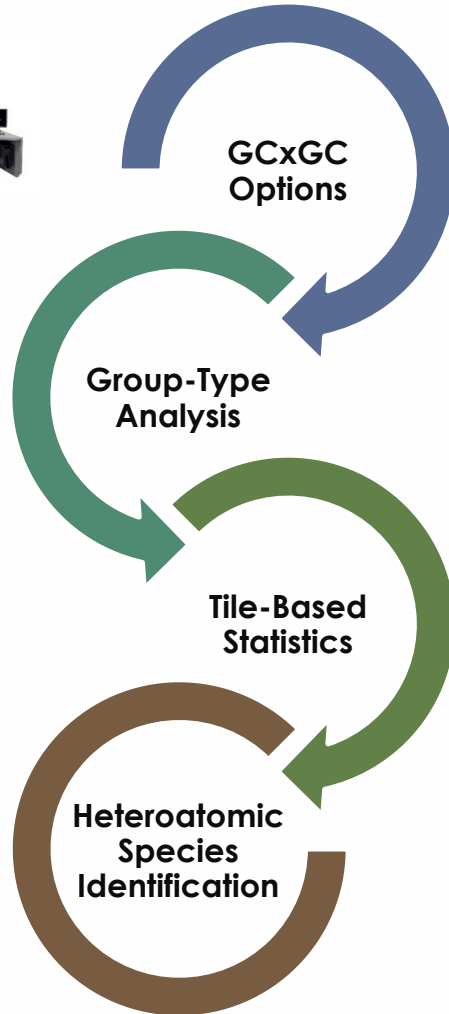 GCxGC
Options
Group-Type
Analysis
Tile-Based
Statistics
Heteroatomic
Species
Identification